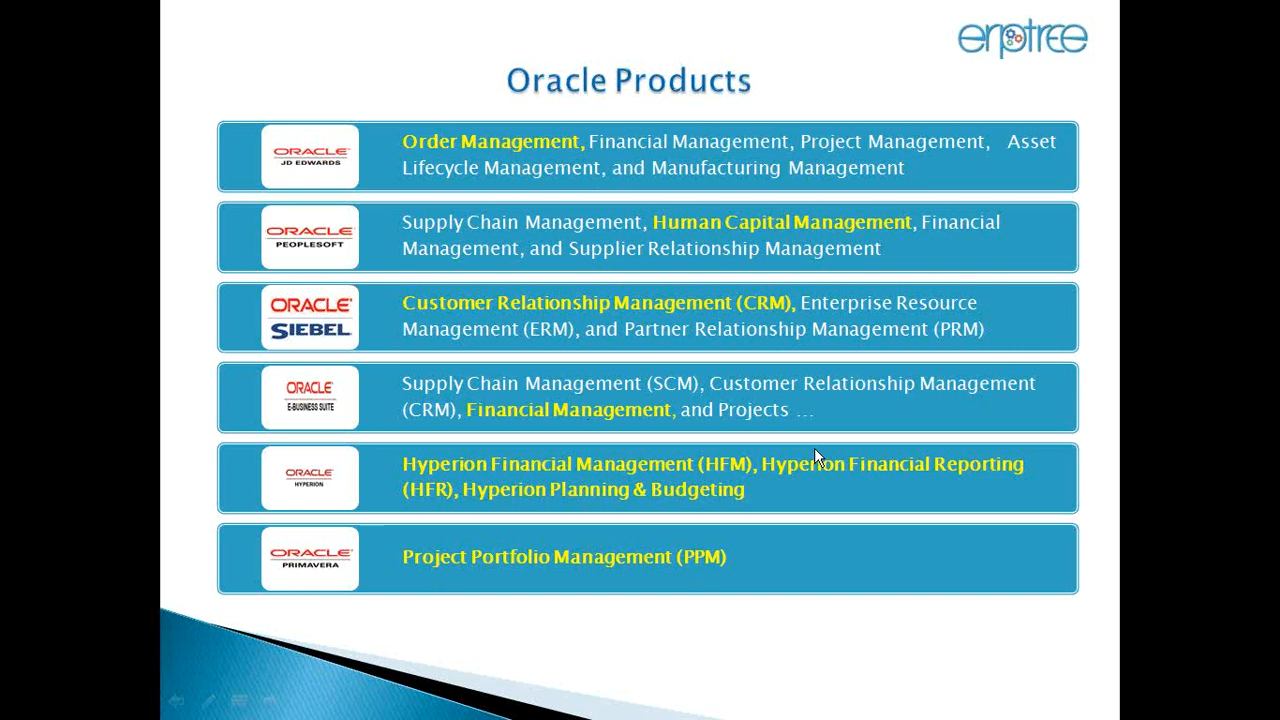 erptree
Oracle Products
ORACLE
JD EDWARDS
Order Management, Financial Management, Project Management, Asset
Lifecycle Management, and Manufacturing Management
ORACLE
PEOPLESOFT
Supply Chain Management, Human Capital Management, Financial
Management, and Supplier Relationship Management
ORACLE
SIEBEL
Customer Relationship Management (CRM), Enterprise Resource
Management (ERM), and Partner Relationship Management (PRM)
ORACLE
E-BUSINESS SUITE
Supply Chain Management (SCM), Customer Relationship Management
(CRM), Financial Management, and Projects …
ORACLE
HYPERION
Hyperion Financial Management (HFM), Hyperion Financial Reporting
(HFR), Hyperion Planning & Budgeting
ORACLE
PRIMAVERA
Project Portfolio Management (PPM)